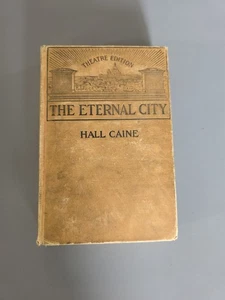 THEATRE EDITION
THE ETERNAL CITY
HALL CAINE